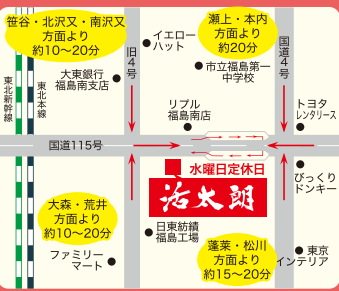 笹谷・北沢又・南沢又
方面より
約10〜20分
瀬上・本内
方面より
約20分
イエロー
ハット
旧4号
国道4号
大東銀行
福島南支店
市立福島第一
中学校
東北新幹線
東北本線
リブル
福島南店
トヨタ
レンタリース
国道115号
水曜日定休日
活太朗
びっくり
ドンキー
大森・荒井
方面より
約10〜20分
日東紡績
福島工場
蓬莱・松川
方面より
約15〜20分
ファミリー
マート
東京
インテリア